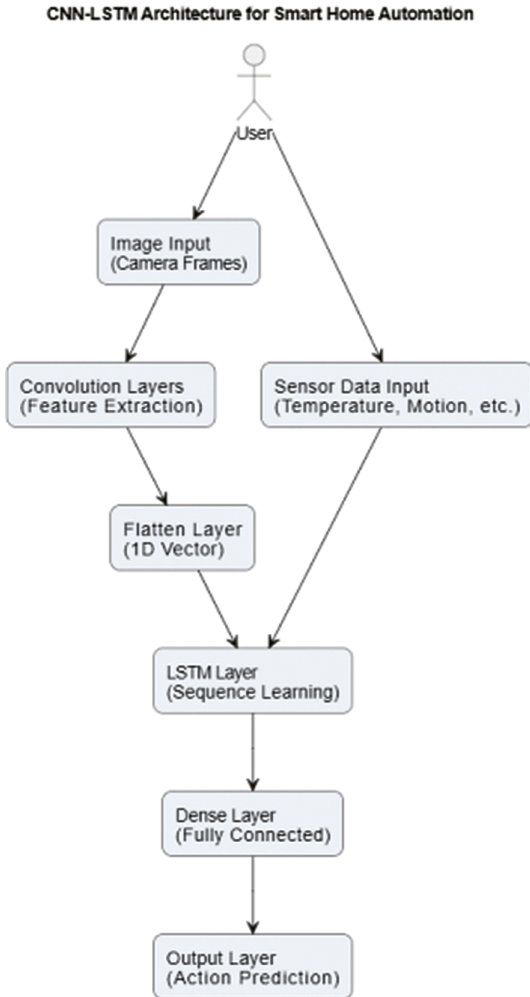 CNN-LSTM Architecture for Smart Home Automation
User
Image Input
(Camera Frames)
Convolution Layers
(Feature Extraction)
Sensor Data Input
(Temperature, Motion, etc.)
Flatten Layer
(1D Vector)
LSTM Layer
(Sequence Learning)
Dense Layer
(Fully Connected)
Output Layer
(Action Prediction)